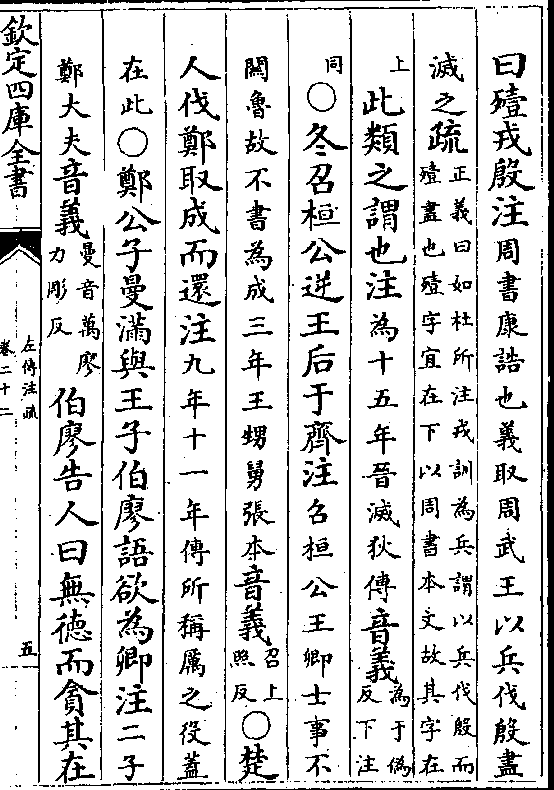 曰殪戎殷注周書康誥也義取周武王以兵伐殷盡
滅之疏正義曰如杜所注戎訓為兵謂以兵伐殷而
殪盡也殪字宜在下以周書本文故其字在
上此類之謂也注為十五年晉滅狄傳音義為于偽
反下注
同○冬召桓公逆王后于齊注召桓公王卿士事不
關魯故不書為成三年王甥舅張本音義召上
照反○楚
人伐鄭取成而還注九年十一年傳所稱厲之役蓋
在此○鄭公子曼滿與王子伯廖語欲為卿注二子
鄭大夫音義曼音萬廖
力彫反伯廖告人曰無德而貪其在
欽定四庫全書
左傳注疏
卷二十二
五